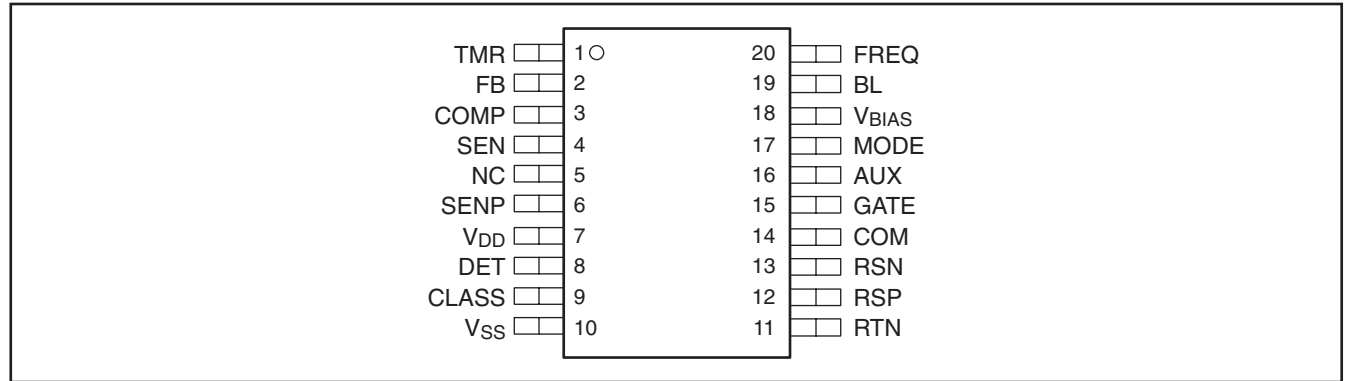 TMR 1 20 FREQ
FB 2 19 BL
COMP 3 18 VBIAS
SEN 4 17 MODE
NC 5 16 AUX
SENP 6 15 GATE
VDD 7 14 COM
DET 8 13 RSN
CLASS 9 12 RSP
VSS 10 11 RTN